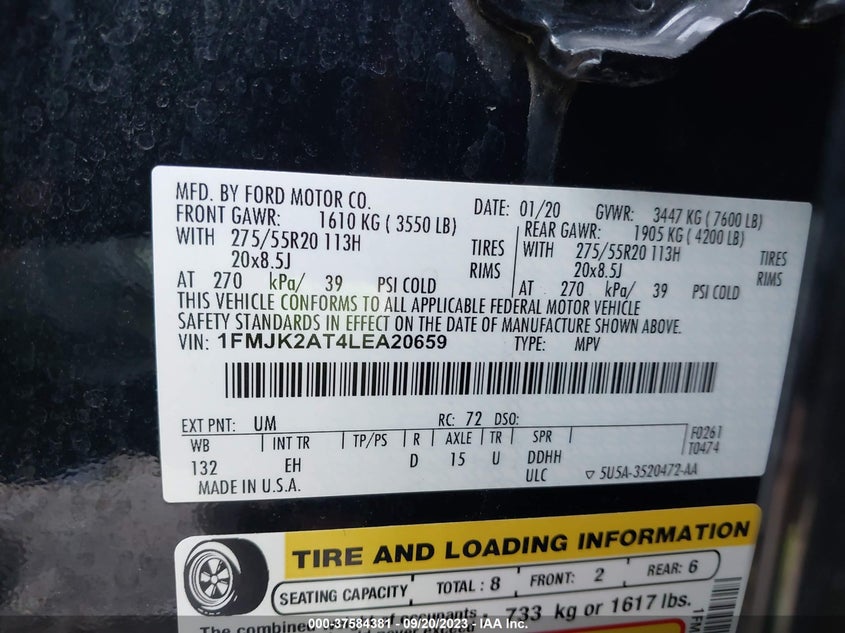 MFD. BY FORD MOTOR CO.
DATE: 01/20
GVWR: 3447 KG ( 7600 LB)
FRONT GAWR: 1610 KG ( 3550 LB)
WITH 275/55R20 113H TIRES
20x8.5J RIMS
AT 270 kPa/ 39 PSI COLD
REAR GAWR: 1905 KG ( 4200 LB)
WITH 275/55R20 113H TIRES
20x8.5J RIMS
AT 270 kPa/ 39 PSI COLD
THIS VEHICLE CONFORMS TO ALL APPLICABLE FEDERAL MOTOR VEHICLE
SAFETY STANDARDS IN EFFECT ON THE DATE OF MANUFACTURE SHOWN ABOVE.
VIN: 1FMJK2AT4LEA20659 TYPE: MPV
EXT PNT: UM RC: 72 DSO:
WB INT TR TP/PS R AXLE TR SPR
132 EH D 15 U DDHH
ULC
F0261
T0474
MADE IN U.S.A.
▽ 5U5A-3520472-AA
TIRE AND LOADING INFORMATION
SEATING CAPACITY TOTAL : 8 FRONT: 2 REAR: 6
The combined of occupants 733 kg or 1617 lbs.
1FM
000-37584381 - 09/20/2023 - IAA Inc.